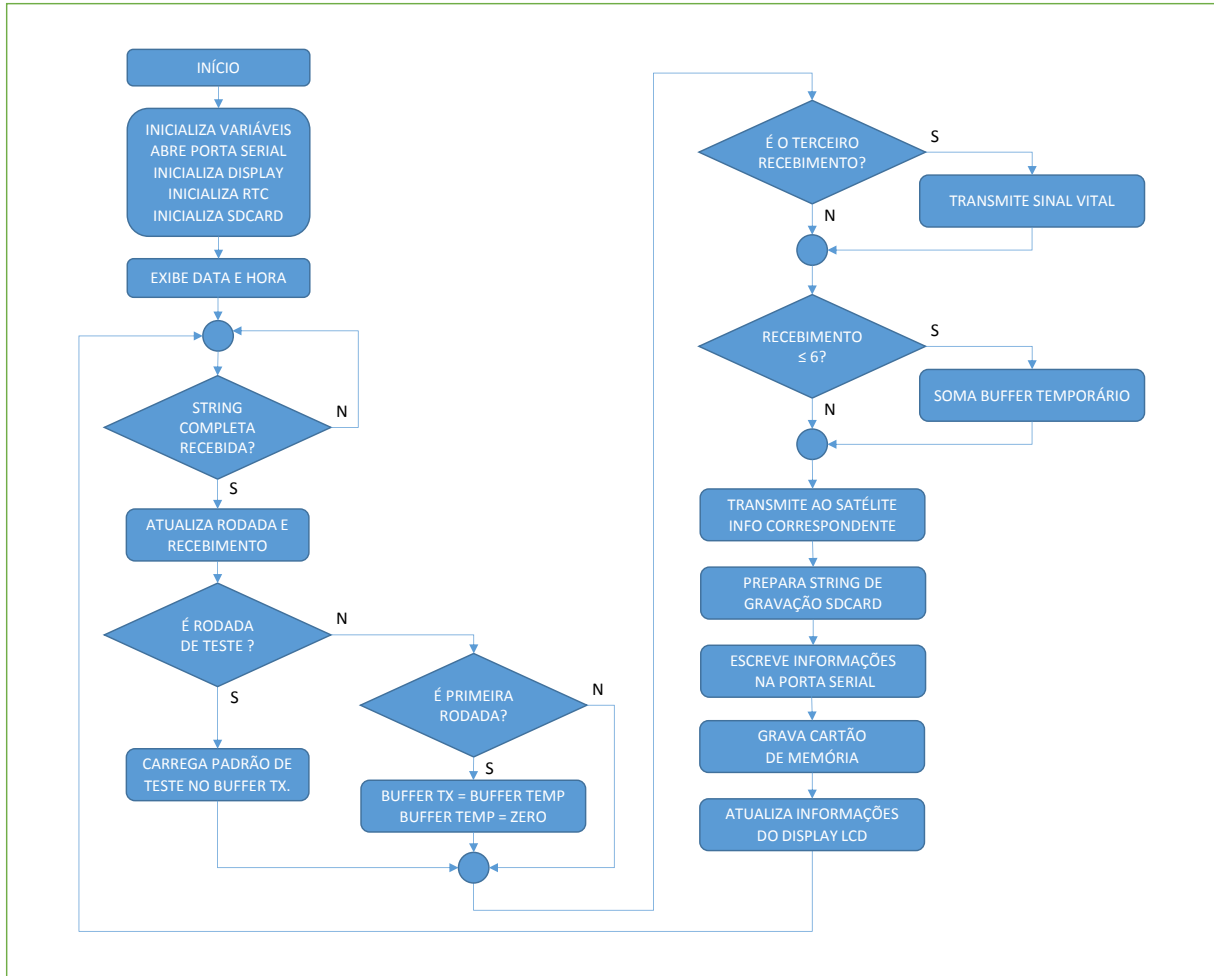 INÍCIO
INICIALIZA VARIÁVEIS
ABRE PORTA SERIAL
INICIALIZA DISPLAY
INICIALIZA RTC
INICIALIZA SDCARD
EXIBE DATA E HORA
STRING
COMPLETA
RECEBIDA?
N
S
ATUALIZA RODADA E
RECEBIMENTO
É RODADA
DE TESTE ?
N
S
CARREGA PADRÃO DE
TESTE NO BUFFER TX.
É PRIMEIRA
RODADA?
N
S
BUFFER TX = BUFFER TEMP
BUFFER TEMP = ZERO
É O TERCEIRO
RECEBIMENTO?
S
TRANSMITE SINAL VITAL
N
RECEBIMENTO
≤ 6?
S
SOMA BUFFER TEMPORÁRIO
N
TRANSMITE AO SATÉLITE
INFO CORRESPONDENTE
PREPARA STRING DE
GRAVAÇÃO SDCARD
ESCREVE INFORMAÇÕES
NA PORTA SERIAL
GRAVA CARTÃO
DE MEMÓRIA
ATUALIZA INFORMAÇÕES
DO DISPLAY LCD